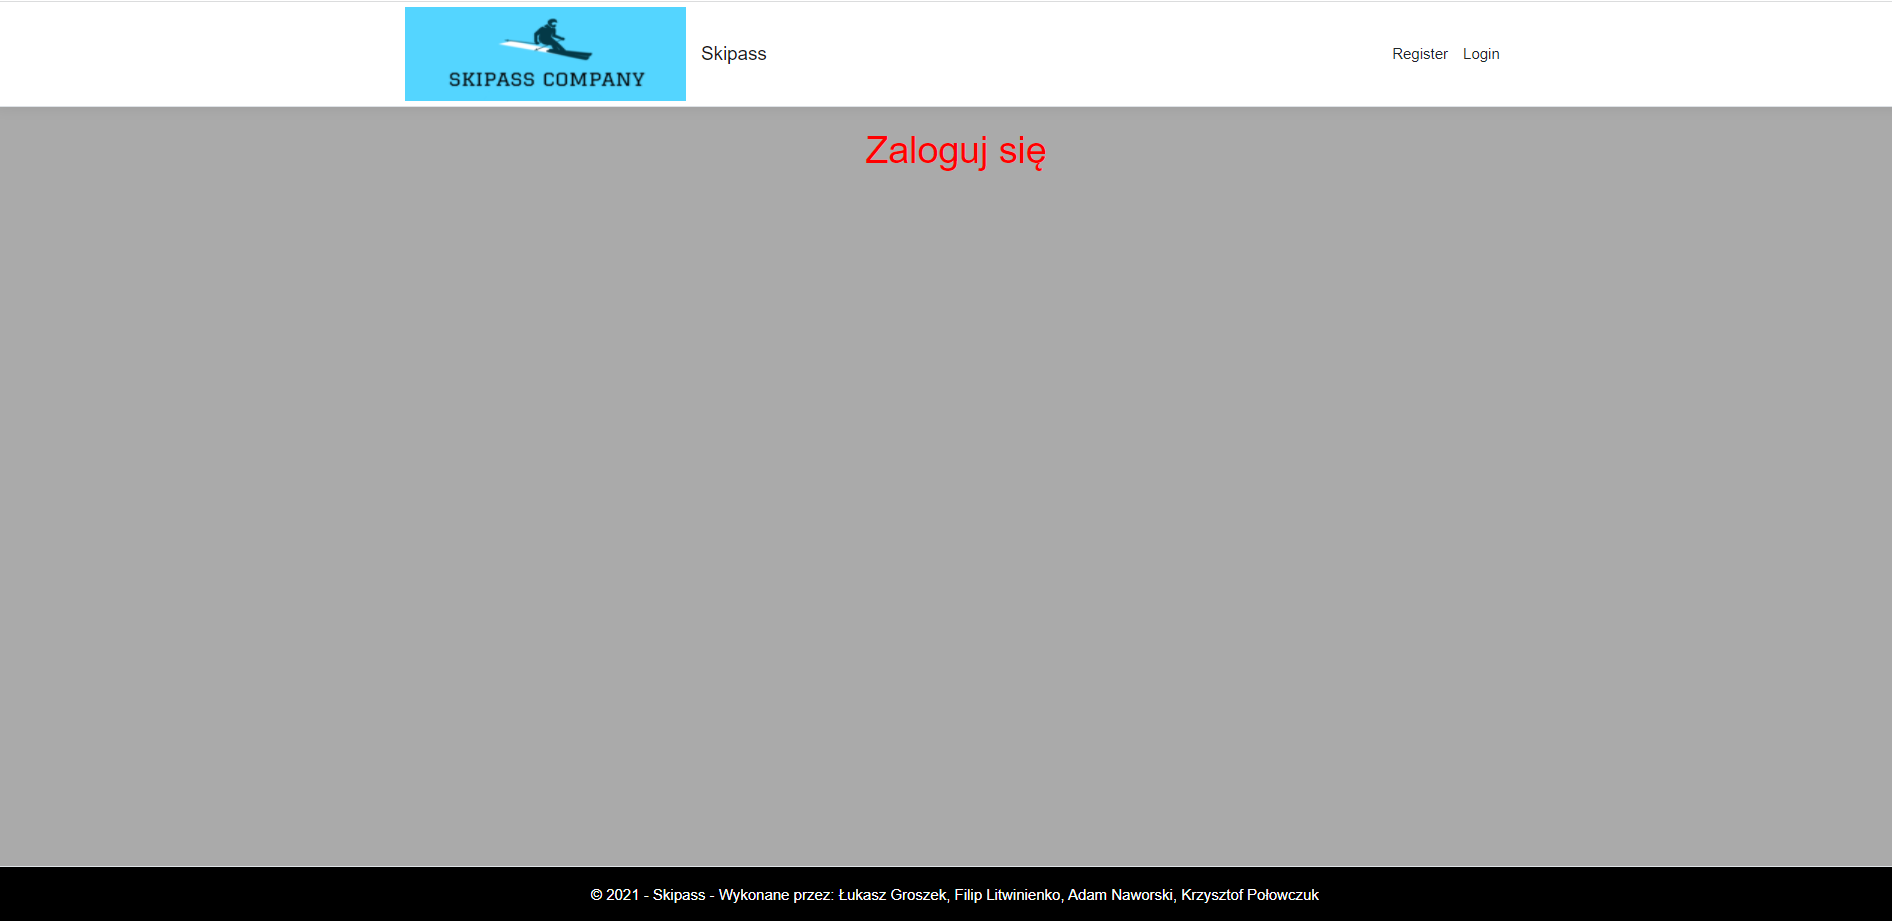 SKIPASS COMPANY
Skipass
Register Login
Zaloguj się
© 2021 - Skipass - Wykonane przez: Łukasz Groszek, Filip Litwinienko, Adam Naworski, Krzysztof Połowczuk